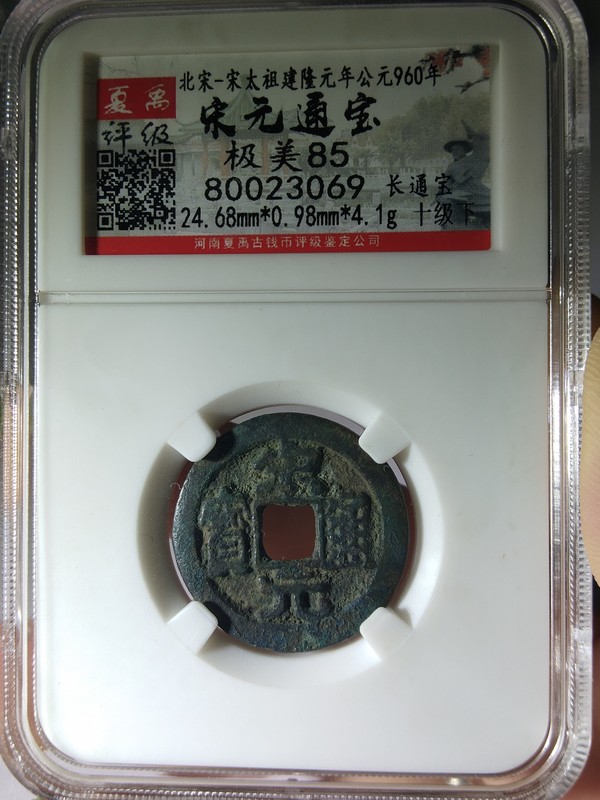 北宋-宋太祖建隆元年公元960年
夏禹
评级
宋元通宝
极美85
80023069 长通宝
24.68mm*0.98mm*4.1g 十级下
河南夏禹古钱币评级鉴定公司
宋
元
通
寶